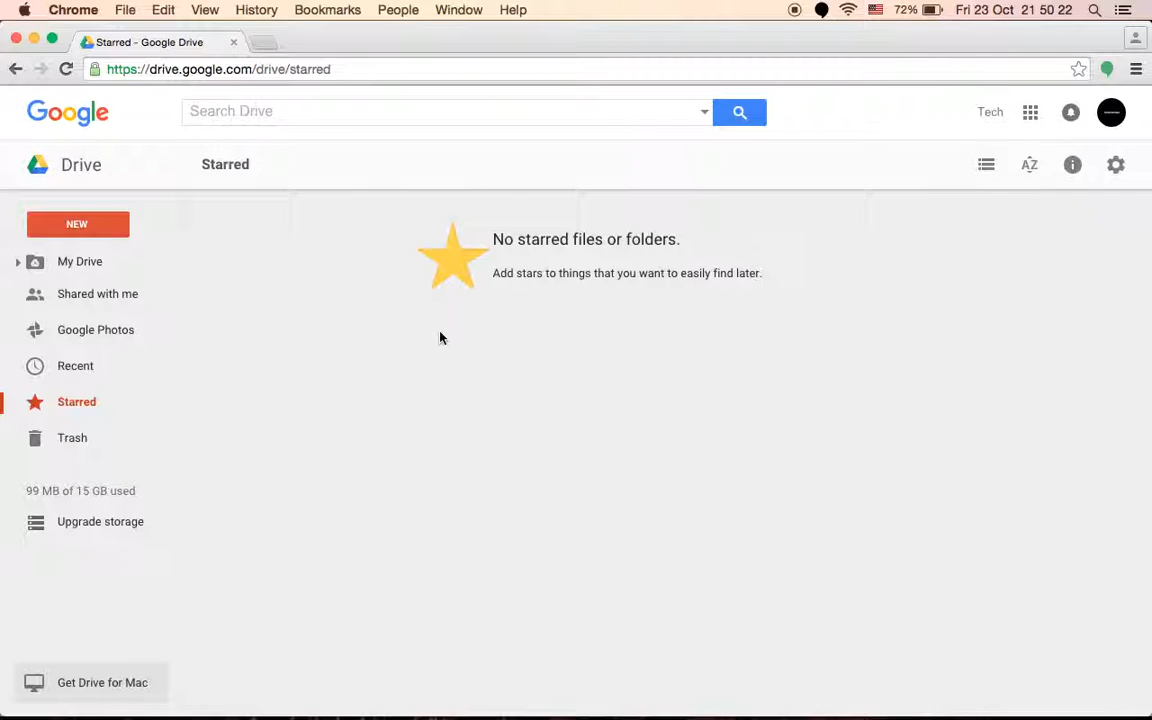 Chrome File Edit View History Bookmarks People Window Help 72% Fri 23 Oct 21 50 22
Starred - Google Drive
https://drive.google.com/drive/starred
Google Search Drive Tech
Drive Starred AZ
NEW
My Drive
Shared with me
Google Photos
Recent
Starred
Trash
99 MB of 15 GB used
Upgrade storage
Get Drive for Mac
No starred files or folders.
Add stars to things that you want to easily find later.